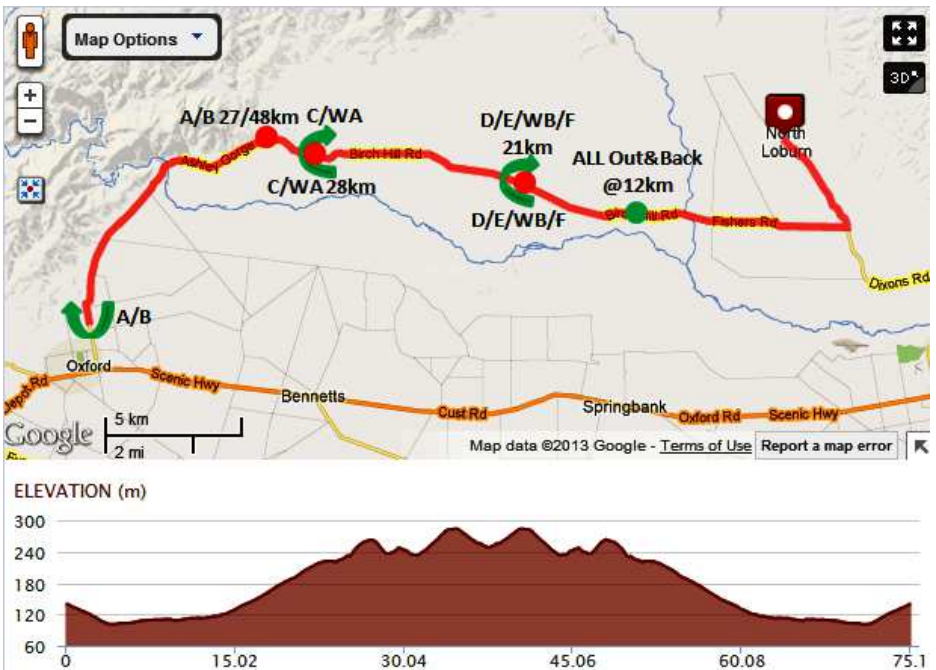 Map Options
A/B 27/48km
C/WA
D/E/WB/F
21km
3D
North
Loburn
Ashley Gorge
Birch Hill Rd
C/WA 28km
ALL Out&Back
@12km
D/E/WB/F
Fishers Rd
Dixons Rd
A/B
Oxford
Depot Rd
Scenic Hwy
Bennetts
Cust Rd
Springbank
Oxford Rd
Scenic Hwy
5 km
2 mi
Google
Map data ©2013 Google - Terms of Use
Report a map error
ELEVATION (m)
300
240
180
120
60
0
15.02
30.04
45.06
60.08
75.1